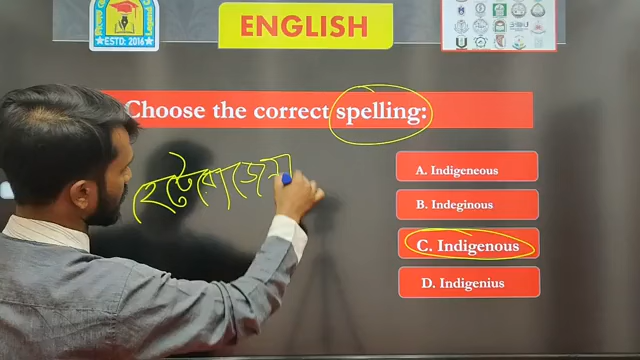 ESTD: 2016
ENGLISH
Choose the correct spelling:
হেটেরোজেনা
A. Indigeneous
B. Indeginous
C. Indigenous
D. Indigenius